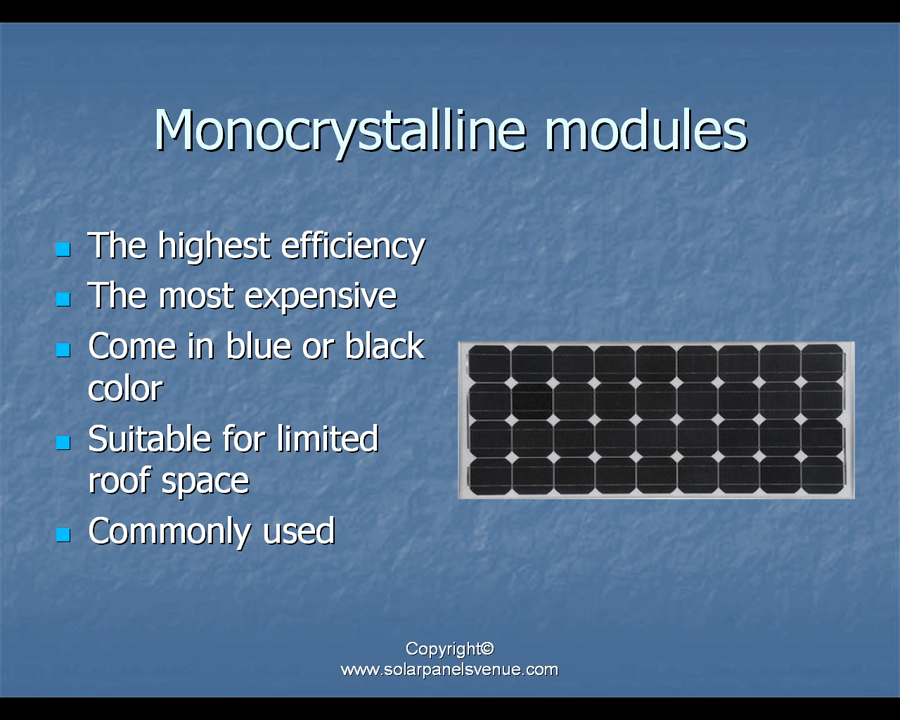 Monocrystalline modules
The highest efficiency
The most expensive
Come in blue or black
color
Suitable for limited
roof space
Commonly used
Copyright©
www.solarpanelsvenue.com